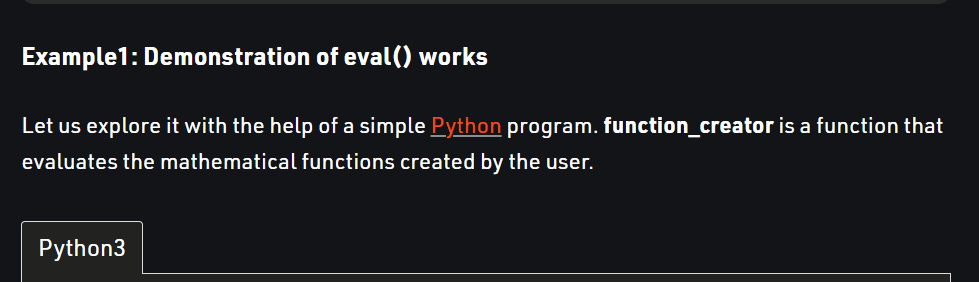 Example1: Demonstration of eval() works
Let us explore it with the help of a simple Python program. function_creator is a function that
evaluates the mathematical functions created by the user.
Python3